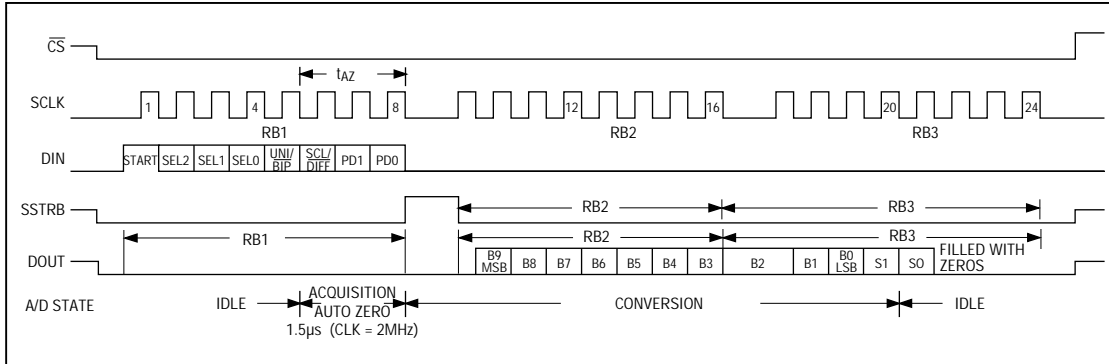 CS
tAZ
SCLK 1 4 8 12 16 20 24
RB1 RB2 RB3
DIN START SEL2 SEL1 SEL0 UNI/BIP SCL/DIFF PD1 PD0
SSTRB RB2 RB3
RB1 RB2 RB3
DOUT B9 MSB B8 B7 B6 B5 B4 B3 B2 B1 B0 LSB S1 S0 FILLED WITH ZEROS
A/D STATE IDLE ACQUISITION CONVERSION IDLE
AUTO ZERO
1.5µs (CLK = 2MHz)